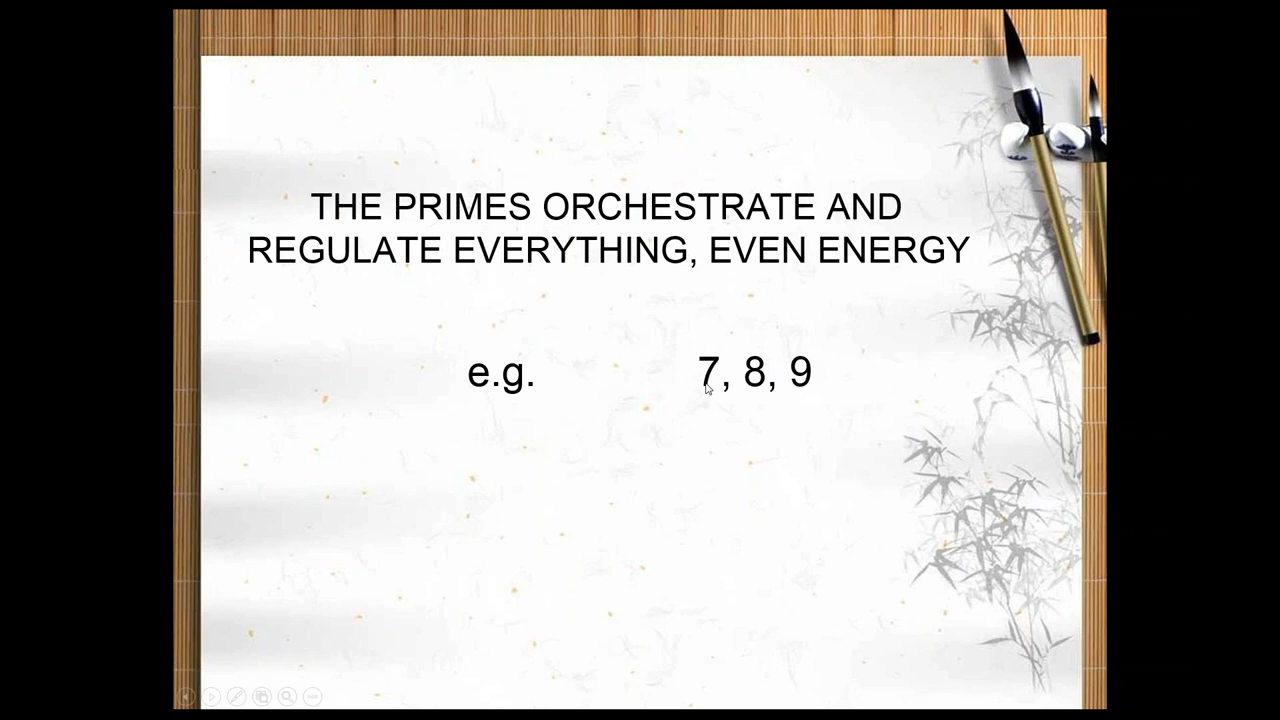 THE PRIMES ORCHESTRATE AND
REGULATE EVERYTHING, EVEN ENERGY
e.g. 7, 8, 9